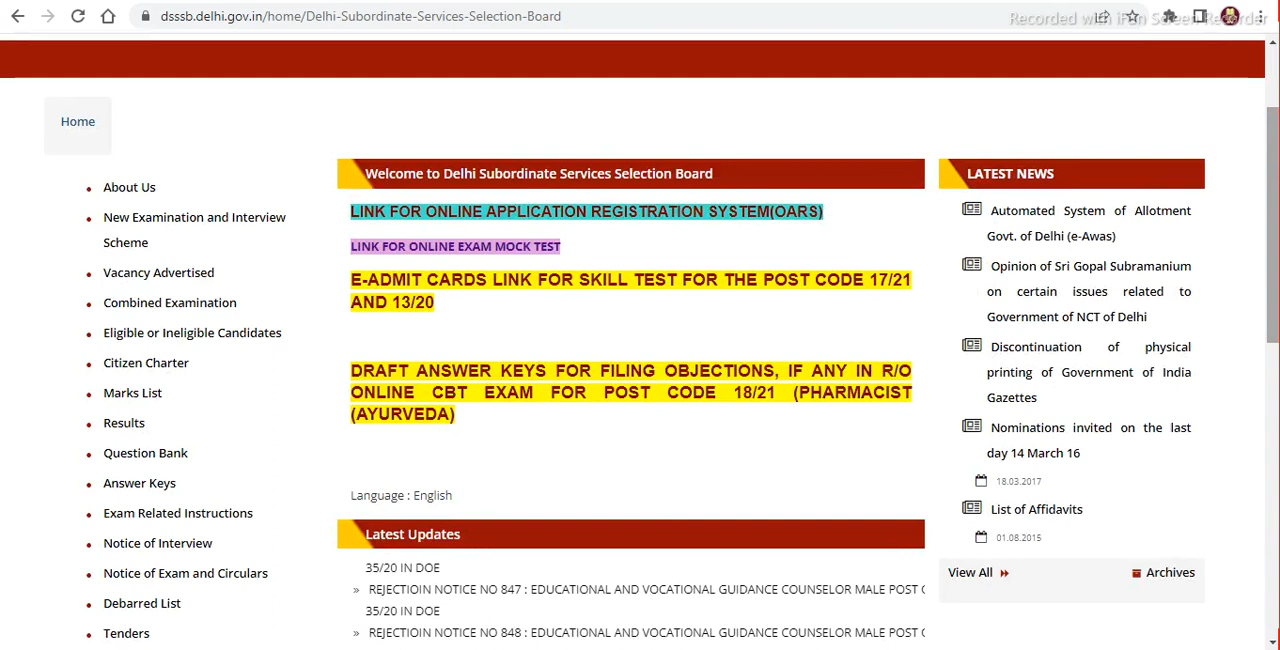 dsssb.delhi.gov.in/home/Delhi-Subordinate-Services-Selection-Board
Recorded with iFun Screen Recorder
Home
About Us
New Examination and Interview
Scheme
Vacancy Advertised
Combined Examination
Eligible or Ineligible Candidates
Citizen Charter
Marks List
Results
Question Bank
Answer Keys
Exam Related Instructions
Notice of Interview
Notice of Exam and Circulars
Debarred List
Tenders
Welcome to Delhi Subordinate Services Selection Board
LINK FOR ONLINE APPLICATION REGISTRATION SYSTEM(OARS)
LINK FOR ONLINE EXAM MOCK TEST
E-ADMIT CARDS LINK FOR SKILL TEST FOR THE POST CODE 17/21
AND 13/20
DRAFT ANSWER KEYS FOR FILING OBJECTIONS, IF ANY IN R/O
ONLINE CBT EXAM FOR POST CODE 18/21 (PHARMACIST
(AYURVEDA)
Language : English
Latest Updates
35/20 IN DOE
» REJECTIOIN NOTICE NO 847 : EDUCATIONAL AND VOCATIONAL GUIDANCE COUNSELOR MALE POST
35/20 IN DOE
» REJECTIOIN NOTICE NO 848 : EDUCATIONAL AND VOCATIONAL GUIDANCE COUNSELOR MALE POST
LATEST NEWS
Automated System of Allotment
Govt. of Delhi (e-Awas)
Opinion of Sri Gopal Subramanium
on certain issues related to
Government of NCT of Delhi
Discontinuation of physical
printing of Government of India
Gazettes
Nominations invited on the last
day 14 March 16
18.03.2017
List of Affidavits
01.08.2015
View All
Archives